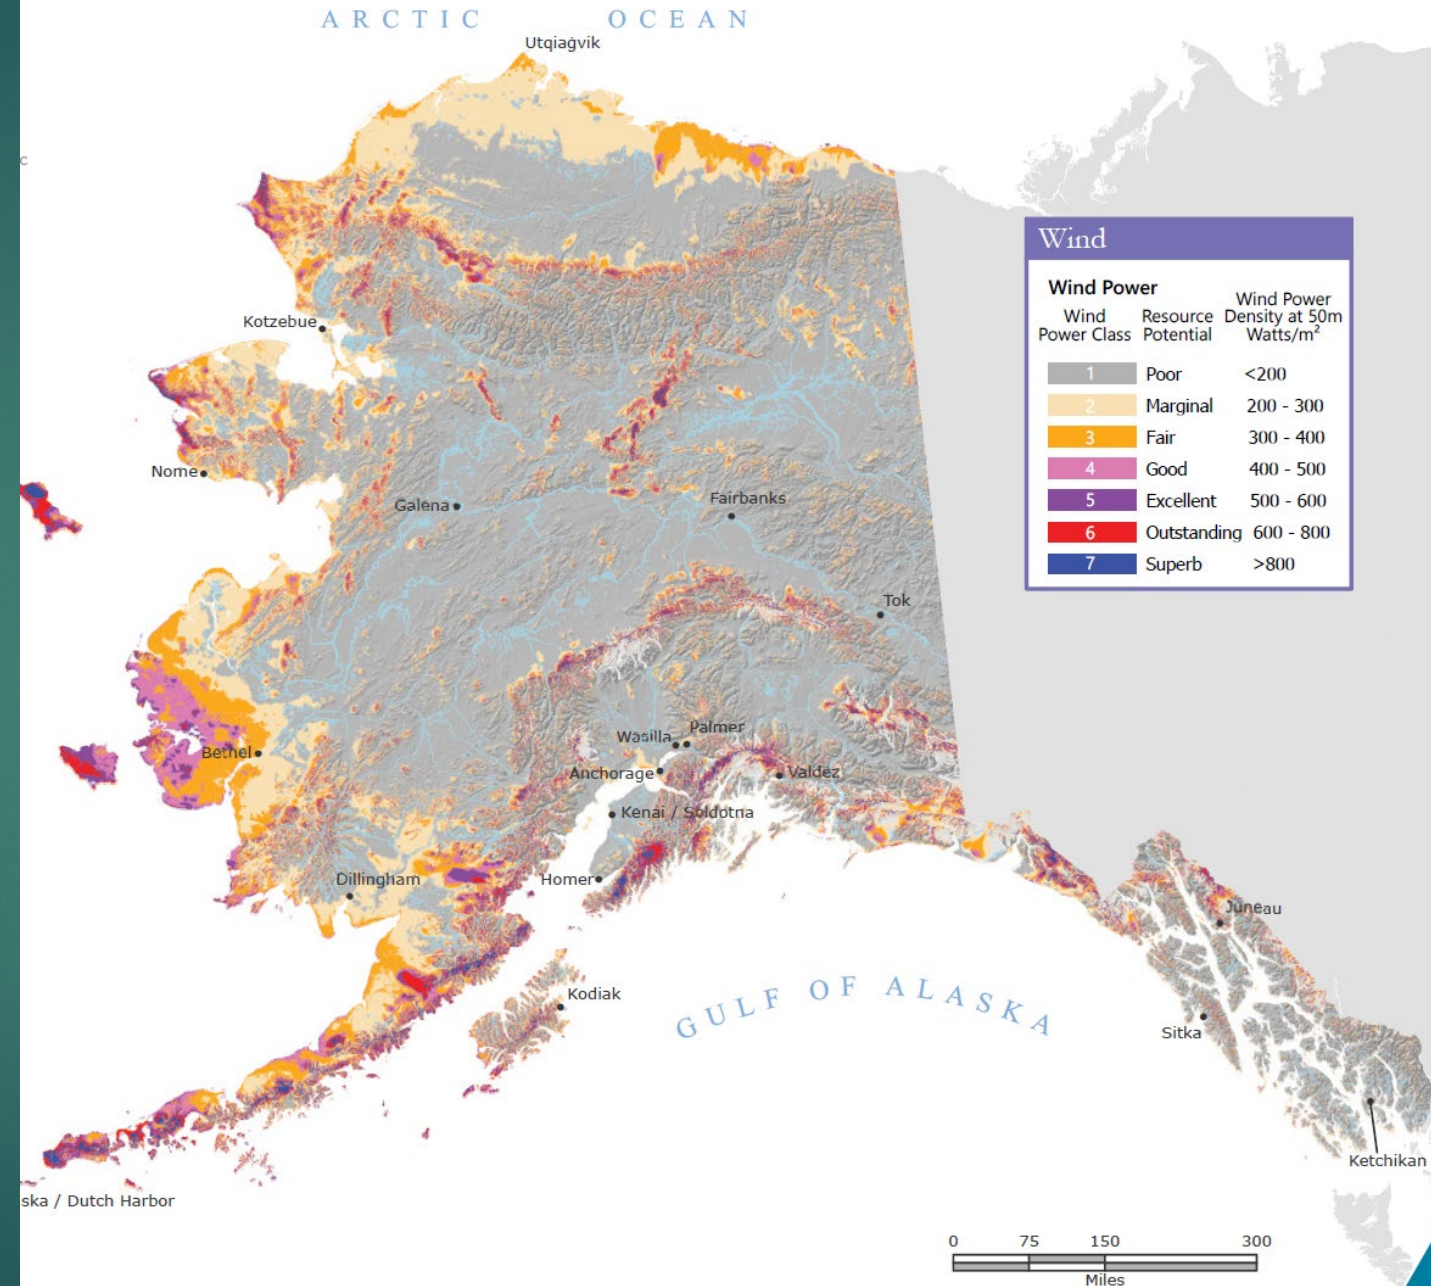 ARCTIC OCEAN
Utqiaġvik
c
Kotzebue
Nome
Galena
Fairbanks
Tok
Bethel
Wasilla
Palmer
Anchorage
Valdez
Kenai / Soldotna
Dillingham
Homer
Juneau
Kodiak
GULF OF ALASKA
Sitka
Ketchikan
ska / Dutch Harbor
Wind
Wind Power
Wind Power Class
Resource Potential
Wind Power Density at 50m Watts/m²
1 Poor <200
2 Marginal 200 - 300
3 Fair 300 - 400
4 Good 400 - 500
5 Excellent 500 - 600
6 Outstanding 600 - 800
7 Superb >800
0 75 150 300
Miles